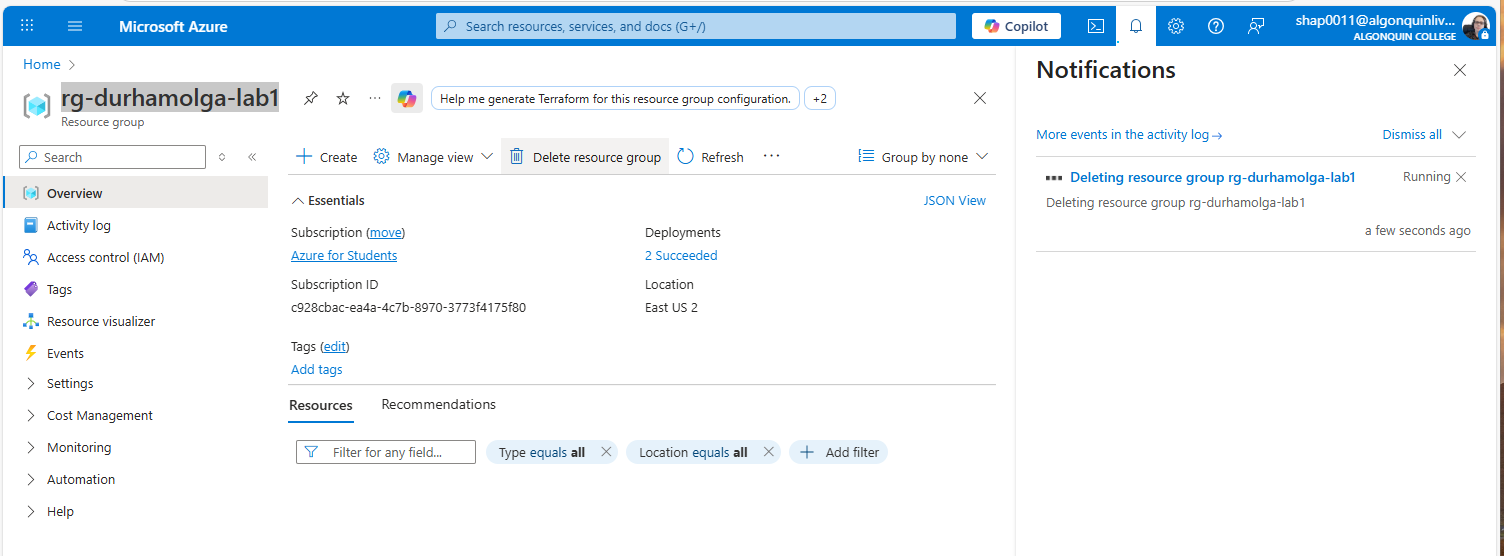 Microsoft Azure
Search resources, services, and docs (G+/)
Copilot
shap0011@algonquinliv...
ALGONQUIN COLLEGE
Home
rg-durhamolga-lab1
Resource group
Help me generate Terraform for this resource group configuration.
+2
Search
Overview
Activity log
Access control (IAM)
Tags
Resource visualizer
Events
Settings
Cost Management
Monitoring
Automation
Help
Create
Manage view
Delete resource group
Refresh
Group by none
Essentials
JSON View
Subscription (move)
Azure for Students
Subscription ID
c928cbac-ea4a-4c7b-8970-3773f4175f80
Deployments
2 Succeeded
Location
East US 2
Tags (edit)
Add tags
Resources
Recommendations
Filter for any field...
Type equals all
Location equals all
Add filter
Notifications
More events in the activity log
Dismiss all
Deleting resource group rg-durhamolga-lab1
Running
Deleting resource group rg-durhamolga-lab1
a few seconds ago